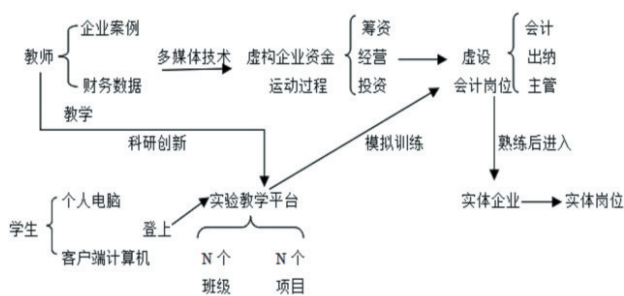 企业案例
教师
财务数据
多媒体技术
虚构企业资金
运动过程
筹资
经营
投资
虚设
会计岗位
会计
出纳
主管
教学
科研创新
模拟训练
熟练后进入
个人电脑
学生
客户端计算机
登上
实验教学平台
实体企业
实体岗位
N个
班级
N个
项目